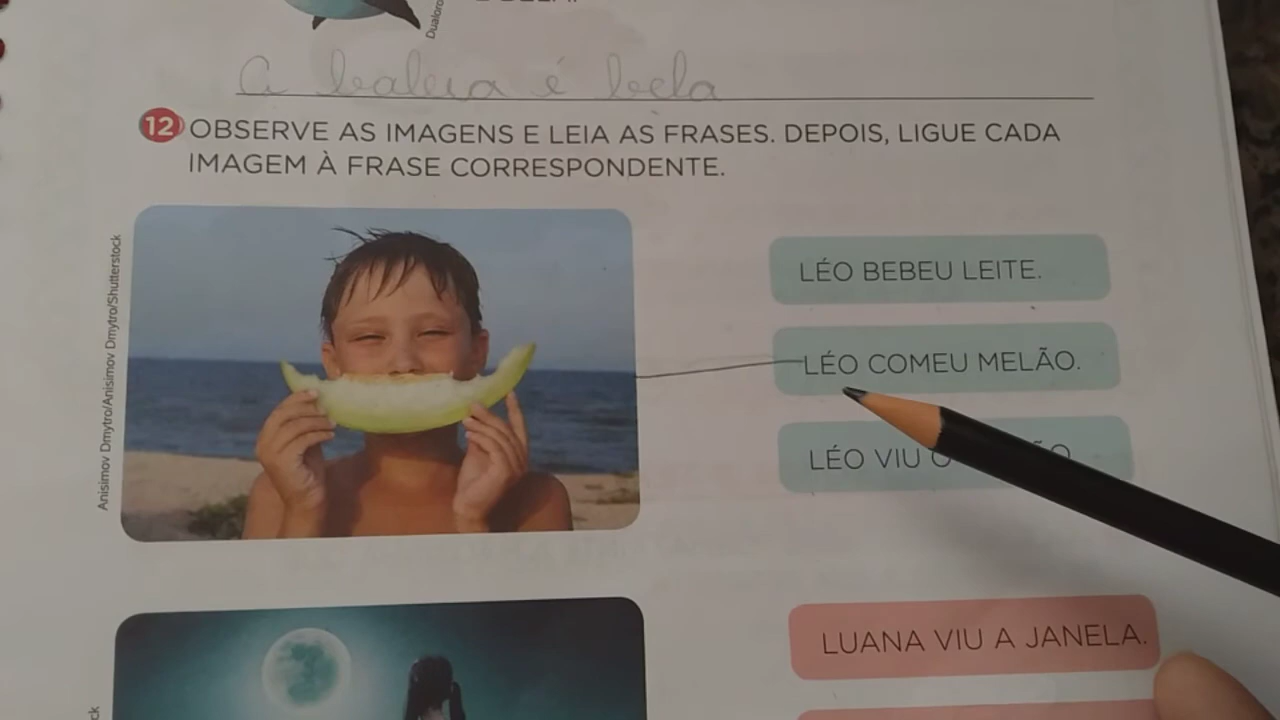 A baleia é bela
12 OBSERVE AS IMAGENS E LEIA AS FRASES. DEPOIS, LIGUE CADA
IMAGEM À FRASE CORRESPONDENTE.
Anisimov Dmytro/Anisimov Dmytro/Shutterstock
LÉO BEBEU LEITE.
LÉO COMEU MELÃO.
LÉO VIU O
LUANA VIU A JANELA.